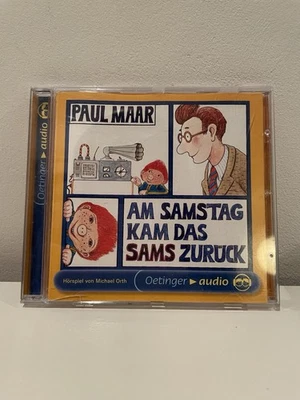 PAUL MAAR
AM SAMSTAG
KAM DAS
SAMS ZURÜCK
Hörspiel von Michael Orth
Oetinger audio
Oetinger audio